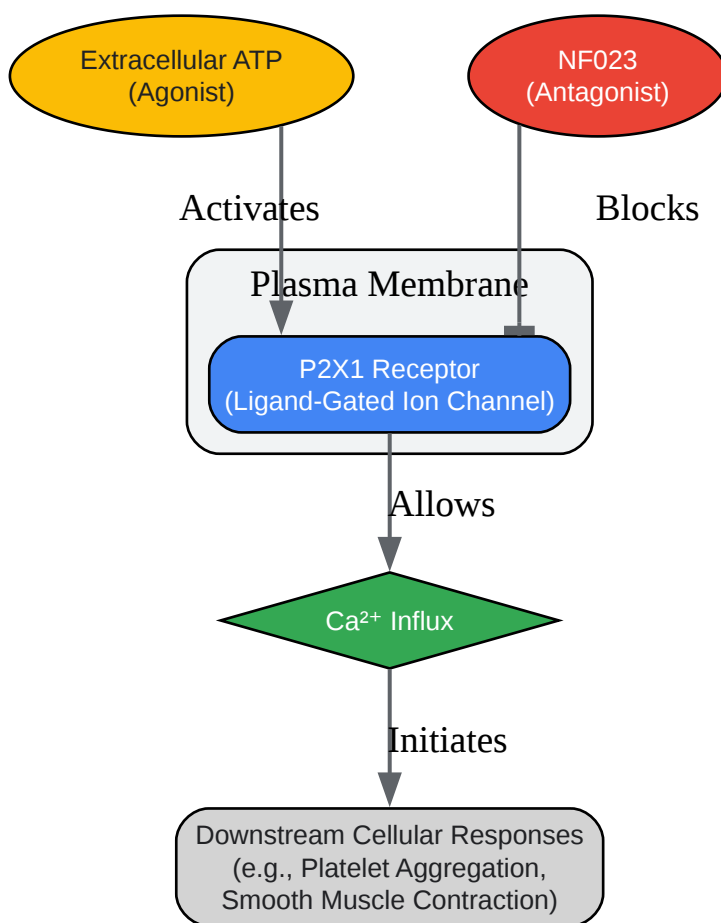 Extracellular ATP
(Agonist)
NF023
(Antagonist)
Activates
Blocks
Plasma Membrane
P2X1 Receptor
(Ligand-Gated Ion Channel)
Allows
Ca²⁺ Influx
Initiates
Downstream Cellular Responses
(e.g., Platelet Aggregation,
Smooth Muscle Contraction)